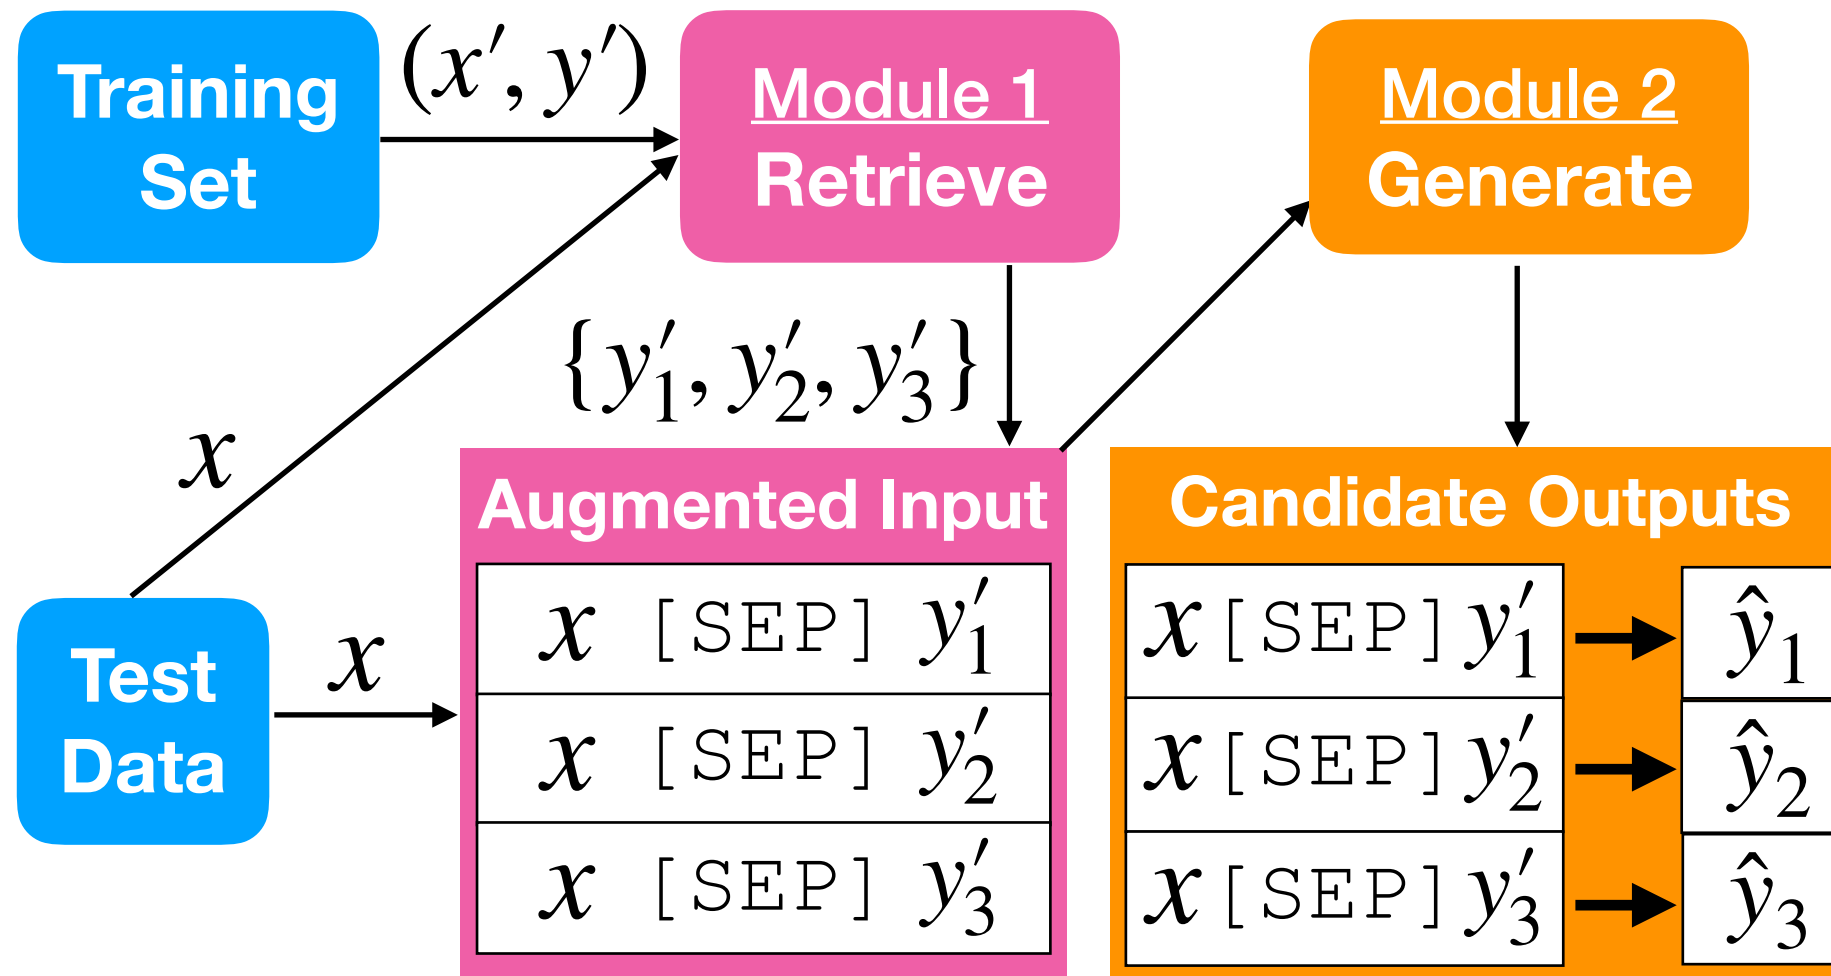 Training
Set
(x′, y′)
Module 1
Retrieve
Module 2
Generate
{y′₁, y′₂, y′₃}
x
Test
Data
x
Augmented Input
x [SEP] y′₁
x [SEP] y′₂
x [SEP] y′₃
Candidate Outputs
x [SEP] y′₁ ŷ₁
x [SEP] y′₂ ŷ₂
x [SEP] y′₃ ŷ₃